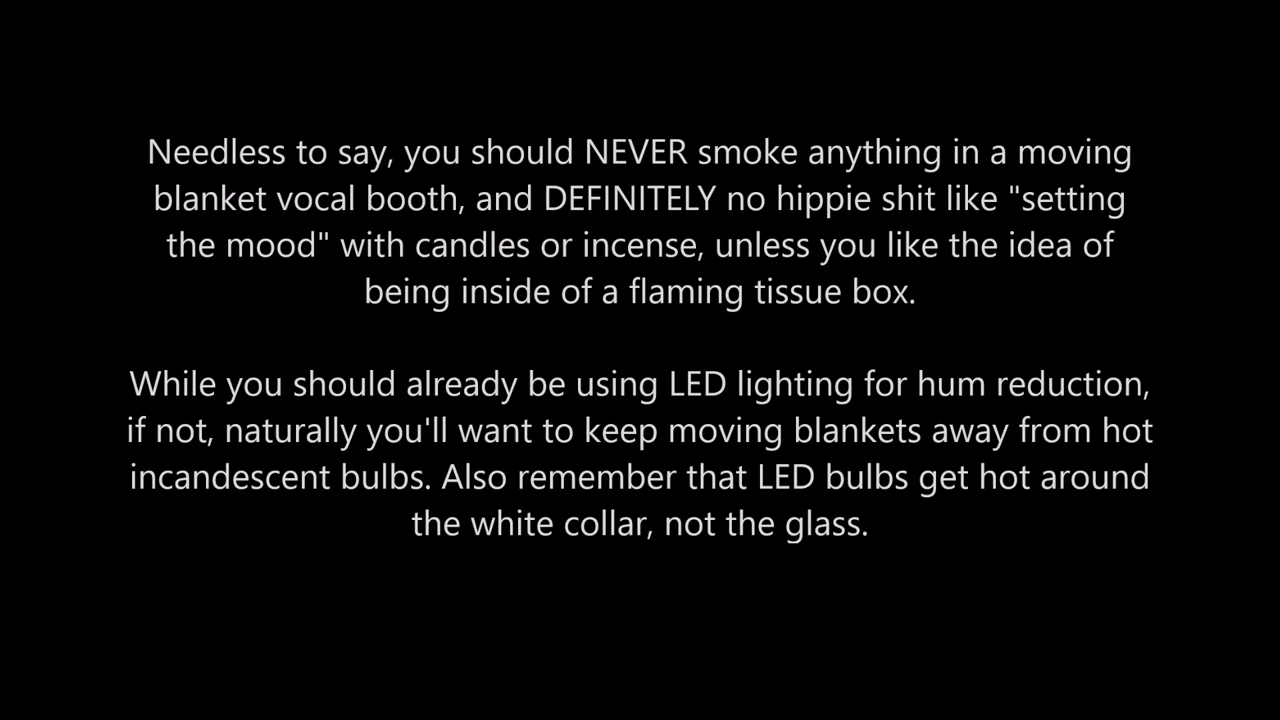 Needless to say, you should NEVER smoke anything in a moving
blanket vocal booth, and DEFINITELY no hippie shit like "setting
the mood" with candles or incense, unless you like the idea of
being inside of a flaming tissue box.
While you should already be using LED lighting for hum reduction,
if not, naturally you'll want to keep moving blankets away from hot
incandescent bulbs. Also remember that LED bulbs get hot around
the white collar, not the glass.